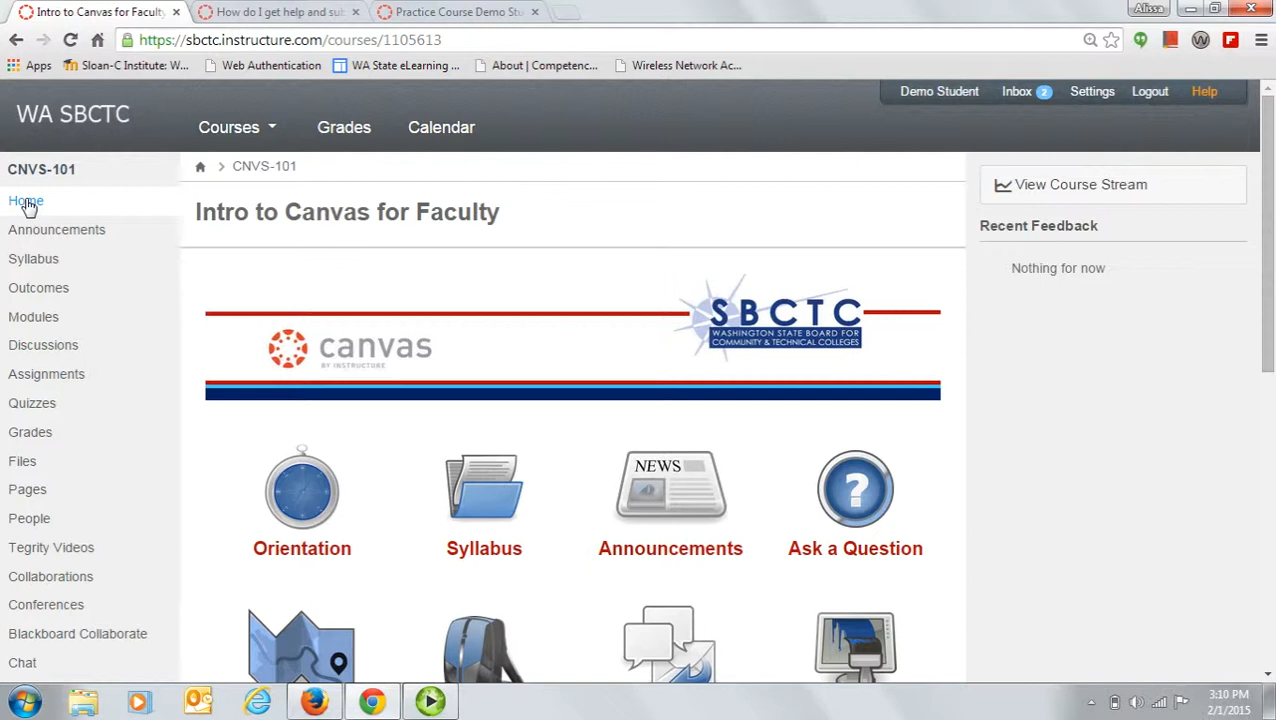 Intro to Canvas for Faculty
How do I get help and sub
Practice Course Demo Stu
Alissa
https://sbctc.instructure.com/courses/1105613
Apps
Sloan-C Institute: W...
Web Authentication
WA State eLearning ...
About | Competenc...
Wireless Network Ac...
Demo Student
Inbox 2
Settings
Logout
Help
WA SBCTC
Courses
Grades
Calendar
CNVS-101
Home
Announcements
Syllabus
Outcomes
Modules
Discussions
Assignments
Quizzes
Grades
Files
Pages
People
Tegrity Videos
Collaborations
Conferences
Blackboard Collaborate
Chat
> CNVS-101
Intro to Canvas for Faculty
canvas
BY INSTRUCTURE
SBCTC
WASHINGTON STATE BOARD FOR
COMMUNITY & TECHNICAL COLLEGES
NEWS
?
Orientation
Syllabus
Announcements
Ask a Question
View Course Stream
Recent Feedback
Nothing for now
3:10 PM
2/1/2015